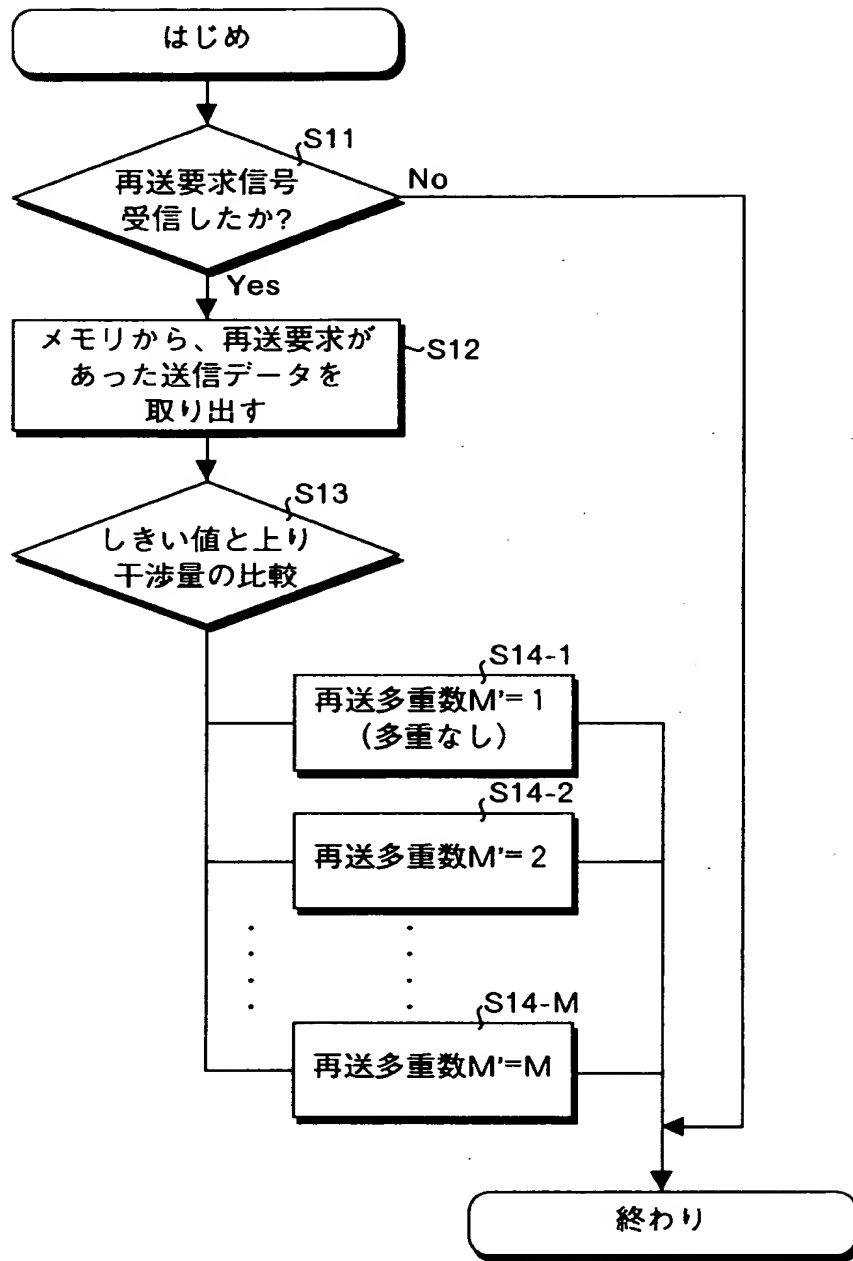 はじめ
S11
再送要求信号
受信したか?
No
Yes
メモリから、再送要求が
あった送信データを
取り出す
S12
S13
しきい値と上り
干渉量の比較
S14-1
再送多重数M'=1
(多重なし)
S14-2
再送多重数M'=2
S14-M
再送多重数M'=M
終わり